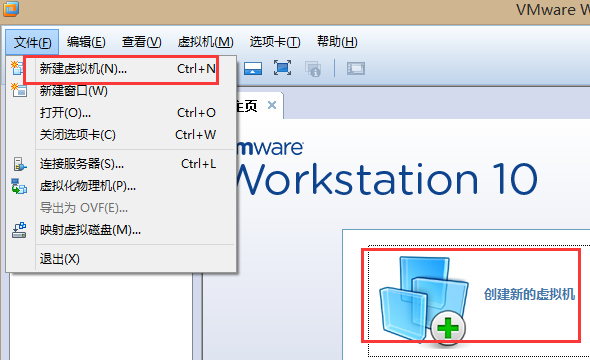 VMware W
文件(F) 编辑(E) 查看(V) 虚拟机(M) 选项卡(T) 帮助(H)
新建虚拟机(N)... Ctrl+N
新建窗口(W)
打开(O)... Ctrl+O
关闭选项卡(C) Ctrl+W
连接服务器(S)... Ctrl+L
虚拟化物理机(P)...
导出为 OVF(E)...
映射虚拟磁盘(M)...
退出(X)
主页
mware
Workstation 10
创建新的虚拟机